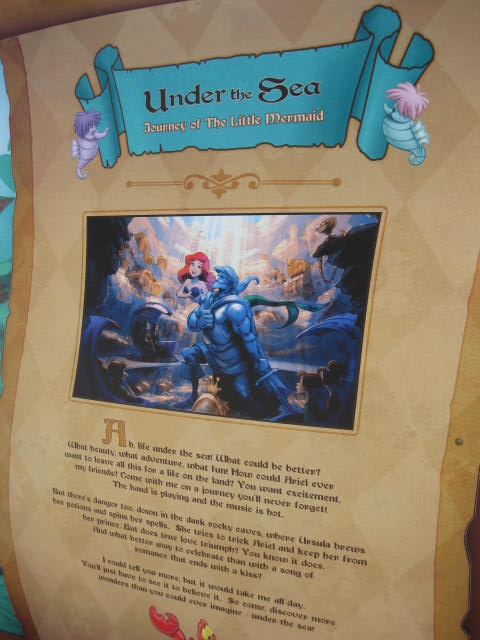 Under the Sea
Journey of The Little Mermaid
Ah, life under the sea! What could be better?
What beauty, what adventure, what fun! How could Ariel ever
want to leave all this for a life on the land? You want excitement,
my friends? Come with me on a journey you'll never forget!
The band is playing and the music is hot.
But there's danger too, down in the dark rocky caves, where Ursula brews
her potions and spins her spells. She tries to trick Ariel and keep her from
her prince. But does true love triumph? You know it does.
And what better way to celebrate than with a song of
romance that ends with a kiss?
I could tell you more, but it would take me all day.
You'll just have to see it to believe it. So come, discover more
wonders than you could ever imagine - under the sea!